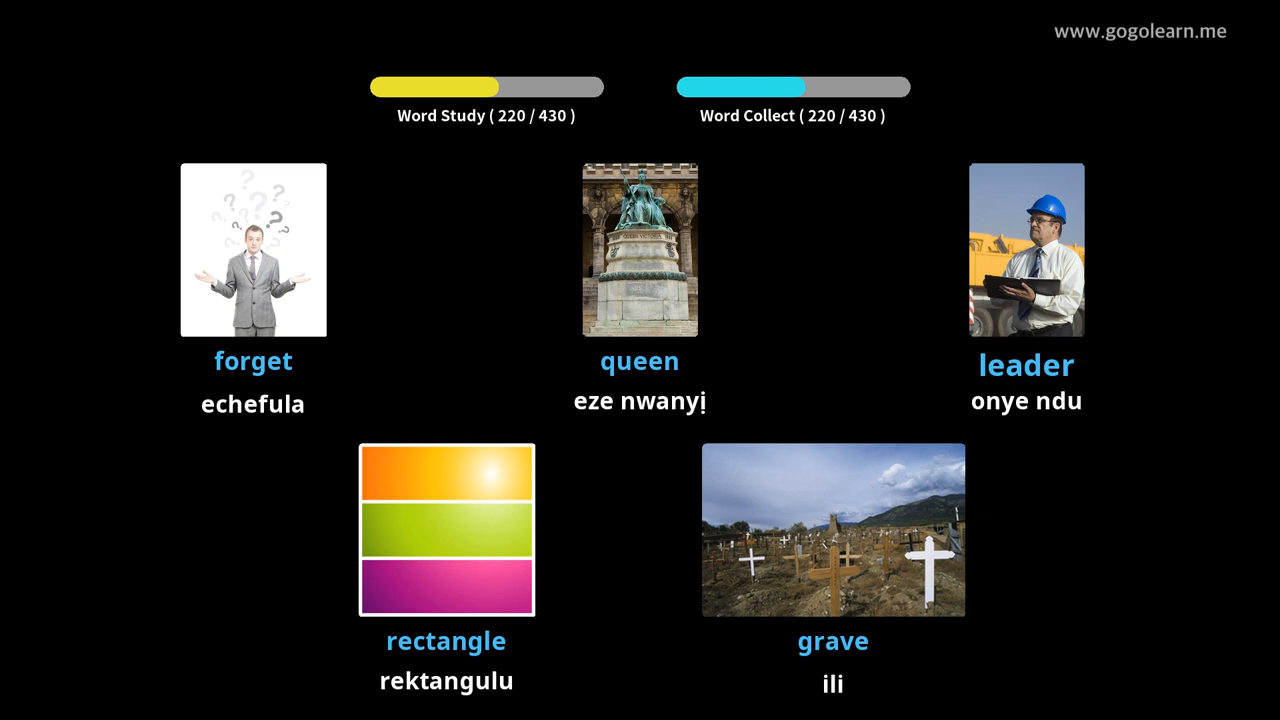 www.gogolearn.me
Word Study ( 220 / 430 )
Word Collect ( 220 / 430 )
forget
echefula
queen
eze nwanyị
leader
onye ndu
rectangle
rektangulu
grave
ili